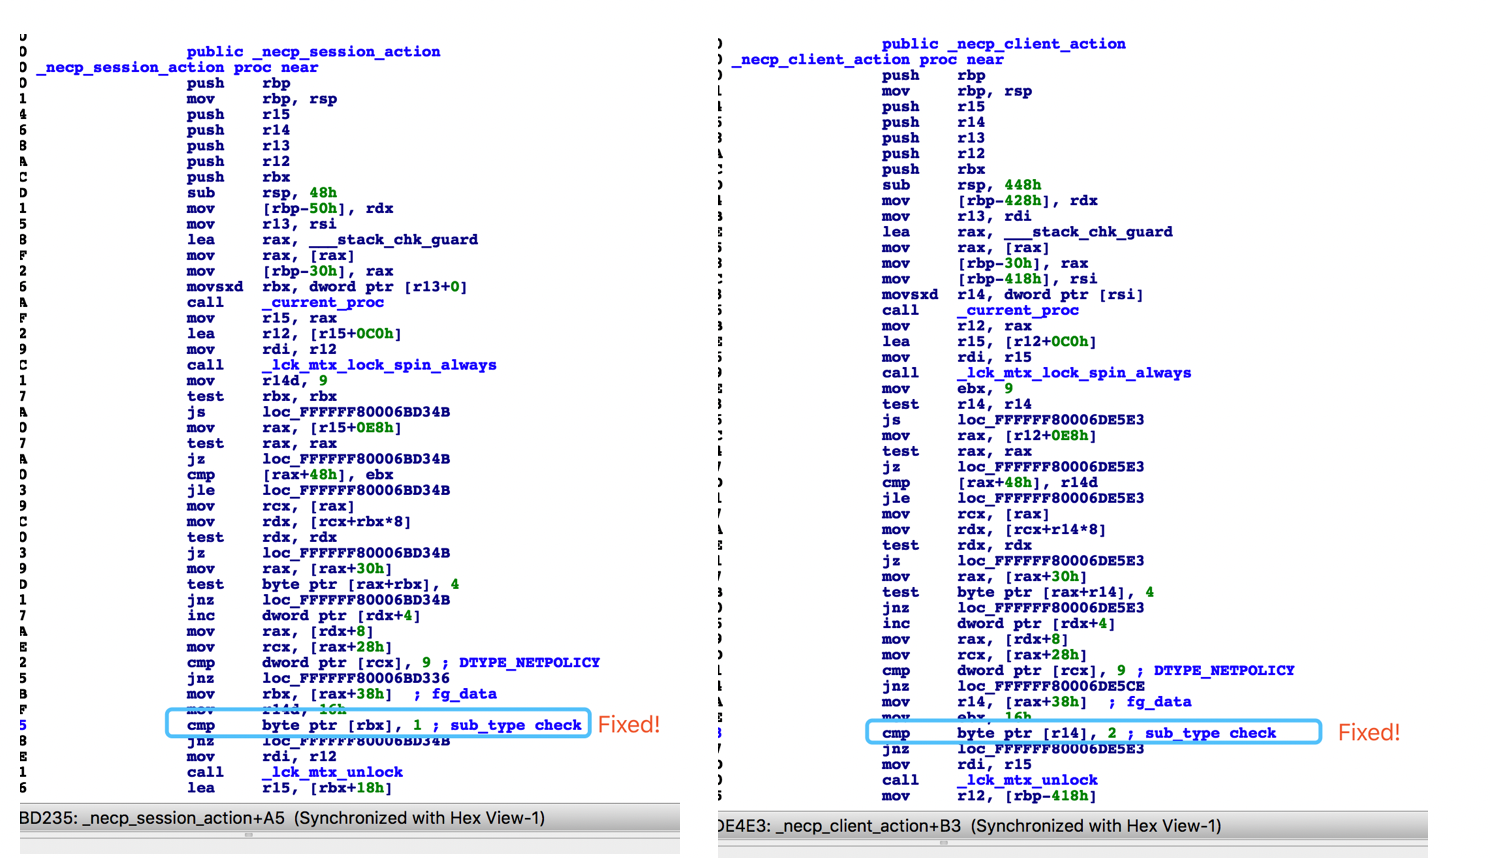 public _necp_session_action
_necp_session_action proc near
push rbp
mov rbp, rsp
push r15
push r14
push r13
push r12
push rbx
sub rsp, 48h
mov [rbp-50h], rdx
mov r13, rsi
lea rax, ___stack_chk_guard
mov rax, [rax]
mov [rbp-30h], rax
movsxd rbx, dword ptr [r13+0]
call _current_proc
mov r15, rax
lea r12, [r15+0C0h]
mov rdi, r12
call _lck_mtx_lock_spin_always
mov r14d, 9
test rbx, rbx
js loc_FFFFFF80006BD34B
mov rax, [r15+0E8h]
test rax, rax
jz loc_FFFFFF80006BD34B
cmp [rax+48h], ebx
jle loc_FFFFFF80006BD34B
mov rcx, [rax]
mov rdx, [rcx+rbx*8]
test rdx, rdx
jz loc_FFFFFF80006BD34B
mov rax, [rax+30h]
test byte ptr [rax+rbx], 4
jnz loc_FFFFFF80006BD34B
inc dword ptr [rdx+4]
mov rax, [rdx+8]
mov rcx, [rax+28h]
cmp dword ptr [rcx], 9 ; DTYPE_NETPOLICY
jnz loc_FFFFFF80006BD336
mov rbx, [rax+38h] ; fg_data
mov r14d, 16h
cmp byte ptr [rbx], 1 ; sub_type check Fixed!
jnz loc_FFFFFF80006BD34B
mov rdi, r12
call _lck_mtx_unlock
lea r15, [rbx+18h]
BD235: _necp_session_action+A5 (Synchronized with Hex View-1)
public _necp_client_action
_necp_client_action proc near
push rbp
mov rbp, rsp
push r15
push r14
push r13
push r12
push rbx
sub rsp, 448h
mov [rbp-428h], rdx
mov r13, rdi
lea rax, ___stack_chk_guard
mov rax, [rax]
mov [rbp-30h], rax
mov [rbp-418h], rsi
movsxd r14, dword ptr [rsi]
call _current_proc
mov r12, rax
lea r15, [r12+0C0h]
mov rdi, r15
call _lck_mtx_lock_spin_always
mov ebx, 9
test r14, r14
js loc_FFFFFF80006DE5E3
mov rax, [r12+0E8h]
test rax, rax
jz loc_FFFFFF80006DE5E3
cmp [rax+48h], r14d
jle loc_FFFFFF80006DE5E3
mov rcx, [rax]
mov rdx, [rcx+r14*8]
test rdx, rdx
jz loc_FFFFFF80006DE5E3
mov rax, [rax+30h]
test byte ptr [rax+r14], 4
jnz loc_FFFFFF80006DE5E3
inc dword ptr [rdx+4]
mov rax, [rdx+8]
mov rcx, [rax+28h]
cmp dword ptr [rcx], 9 ; DTYPE_NETPOLICY
jnz loc_FFFFFF80006DE5CE
mov r14, [rax+38h] ; fg_data
mov ebx, 16h
cmp byte ptr [r14], 2 ; sub_type check Fixed!
jnz loc_FFFFFF80006DE5E3
mov rdi, r15
call _lck_mtx_unlock
mov r12, [rbp-418h]
DE4E3: _necp_client_action+B3 (Synchronized with Hex View-1)